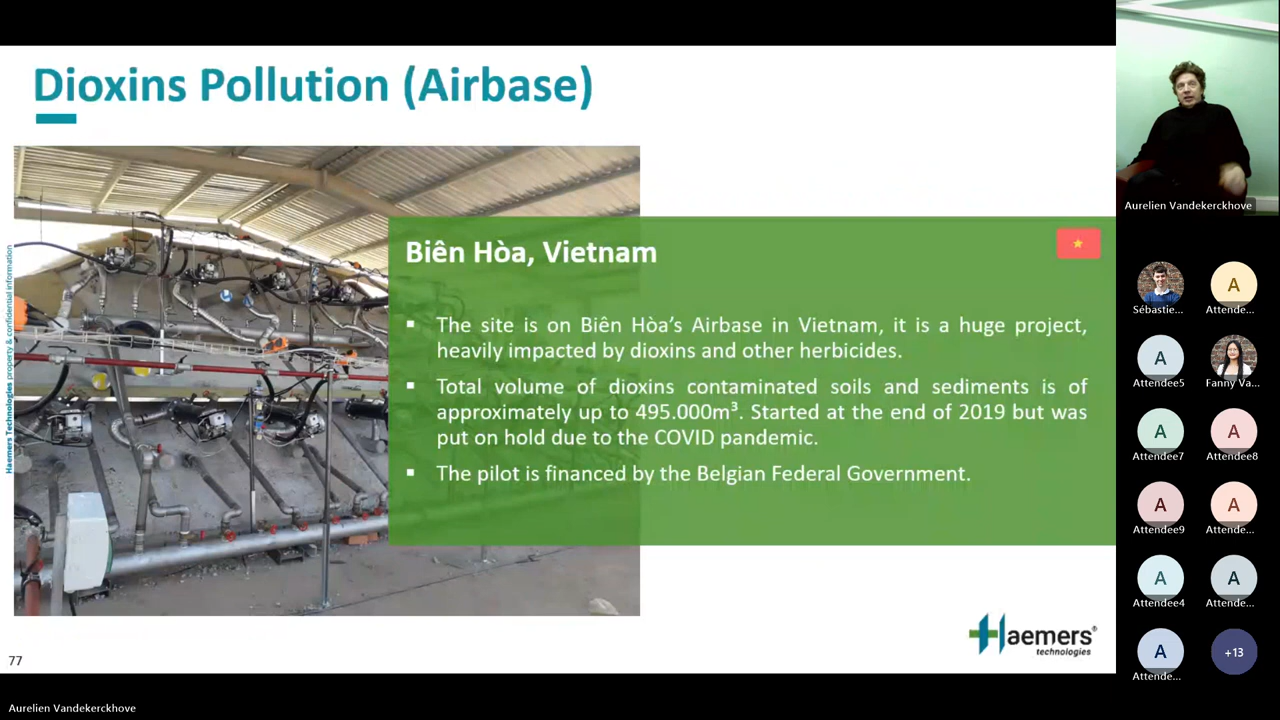 Dioxins Pollution (Airbase)
Haemers Technologies property & confidential information
Biên Hòa, Vietnam
▪ The site is on Biên Hòa's Airbase in Vietnam, it is a huge project,
heavily impacted by dioxins and other herbicides.
▪ Total volume of dioxins contaminated soils and sediments is of
approximately up to 495.000m³. Started at the end of 2019 but was
put on hold due to the COVID pandemic.
▪ The pilot is financed by the Belgian Federal Government.
Haemers®
technologies
77
Aurelien Vandekerckhove
Aurelien Vandekerckhove
Sébastie...
A
Attende...
A
Attendee5
Fanny Va...
A
Attendee7
A
Attendee8
A
Attendee9
A
Attende...
A
Attendee4
A
Attende...
A
Attende...
+13